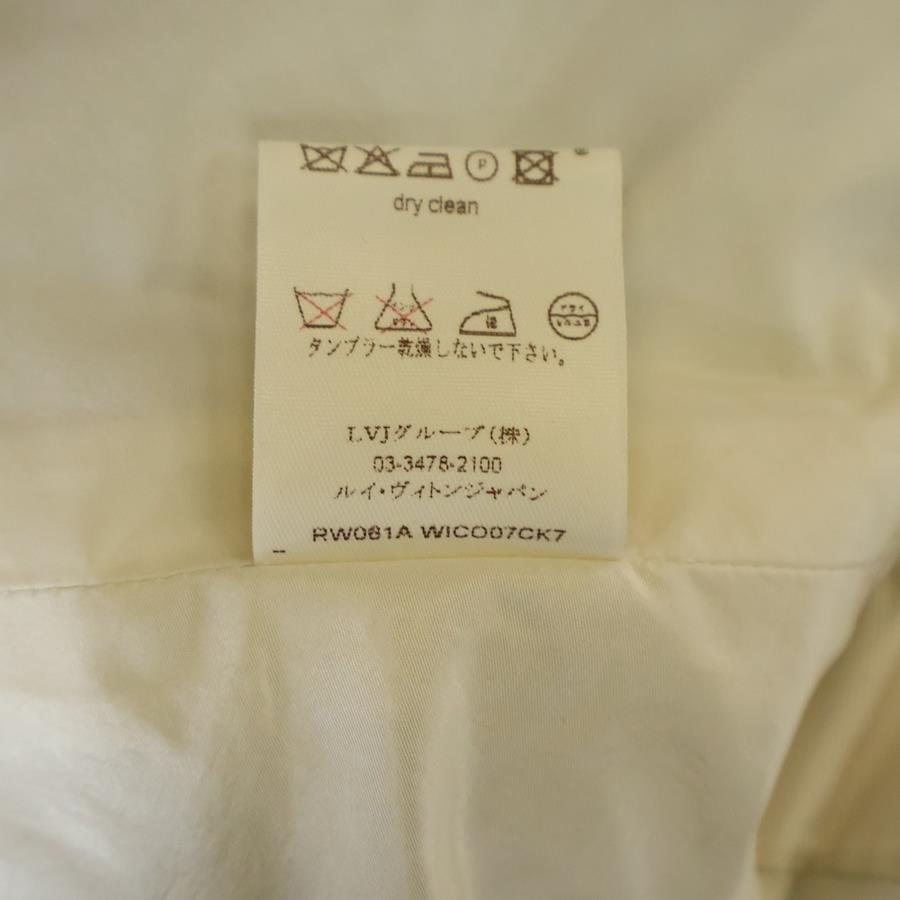 P
dry clean
中
タンブラー乾燥しないで下さい。
LVJグループ(株)
03-3478-2100
ルイ・ヴィトンジャパン
RW061A WICO07CK7